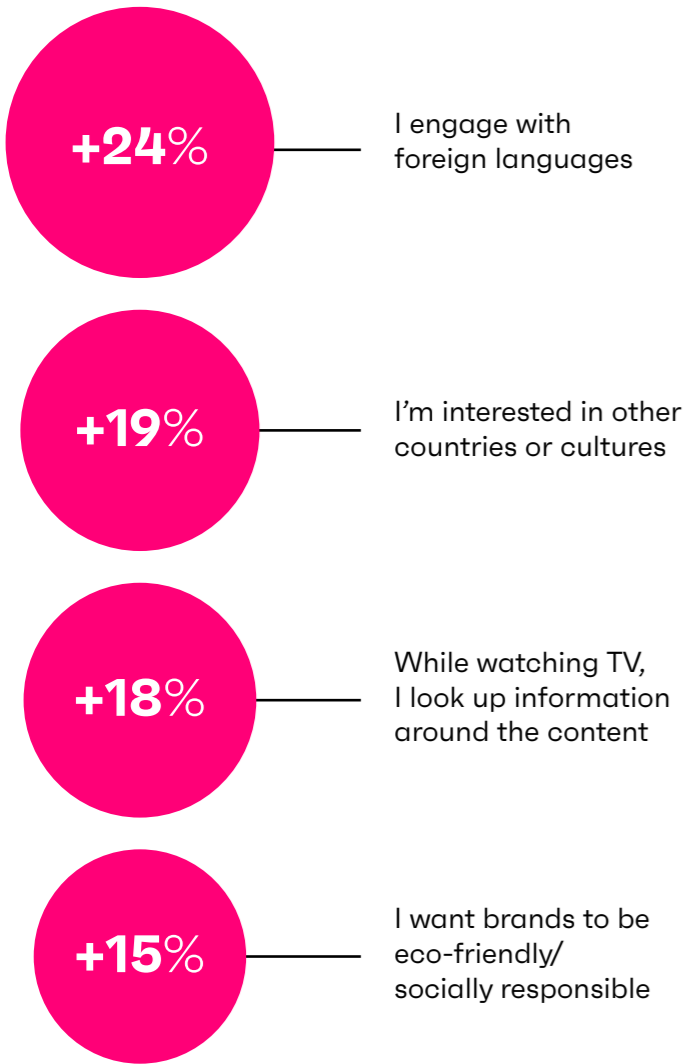 +24%
I engage with
foreign languages
+19%
I’m interested in other
countries or cultures
+18%
While watching TV,
I look up information
around the content
+15%
I want brands to be
eco-friendly/
socially responsible